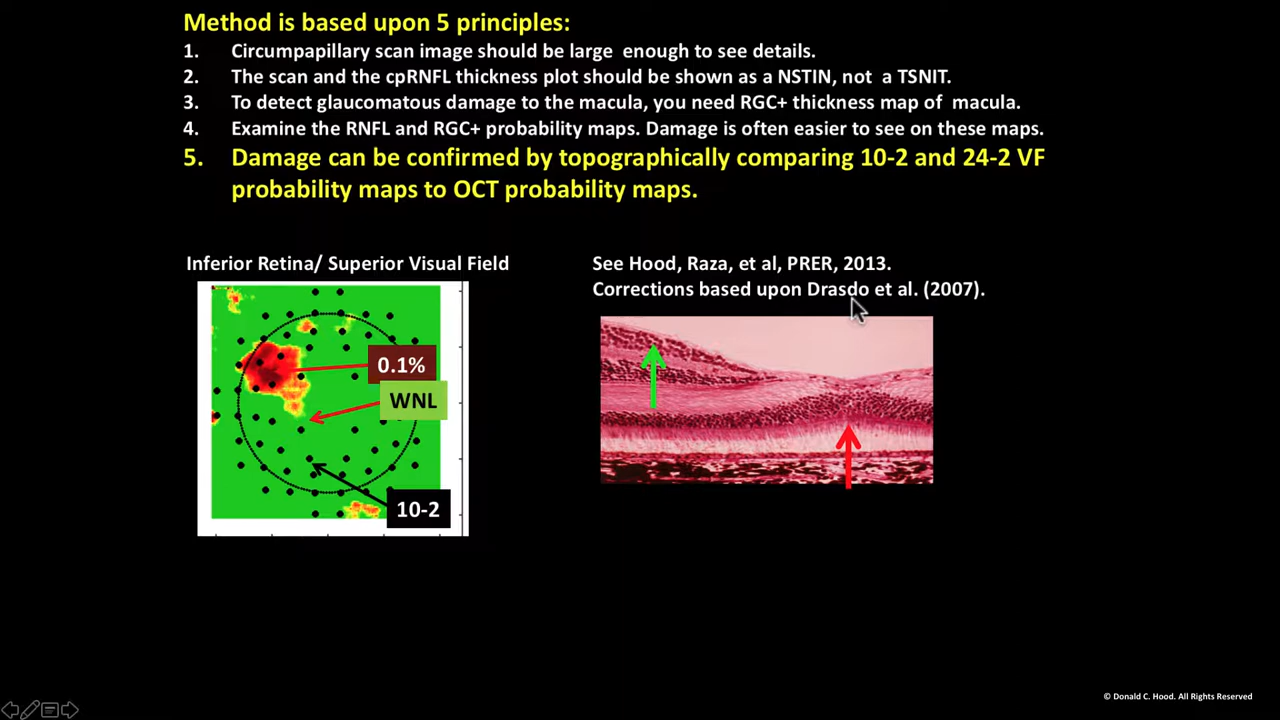 Method is based upon 5 principles:
1. Circumpapillary scan image should be large enough to see details.
2. The scan and the cpRNFL thickness plot should be shown as a NSTIN, not a TSNIT.
3. To detect glaucomatous damage to the macula, you need RGC+ thickness map of macula.
4. Examine the RNFL and RGC+ probability maps. Damage is often easier to see on these maps.
5. Damage can be confirmed by topographically comparing 10-2 and 24-2 VF
probability maps to OCT probability maps.
Inferior Retina/ Superior Visual Field
See Hood, Raza, et al, PRER, 2013.
Corrections based upon Drasdo et al. (2007).
0.1%
WNL
10-2
© Donald C. Hood. All Rights Reserved